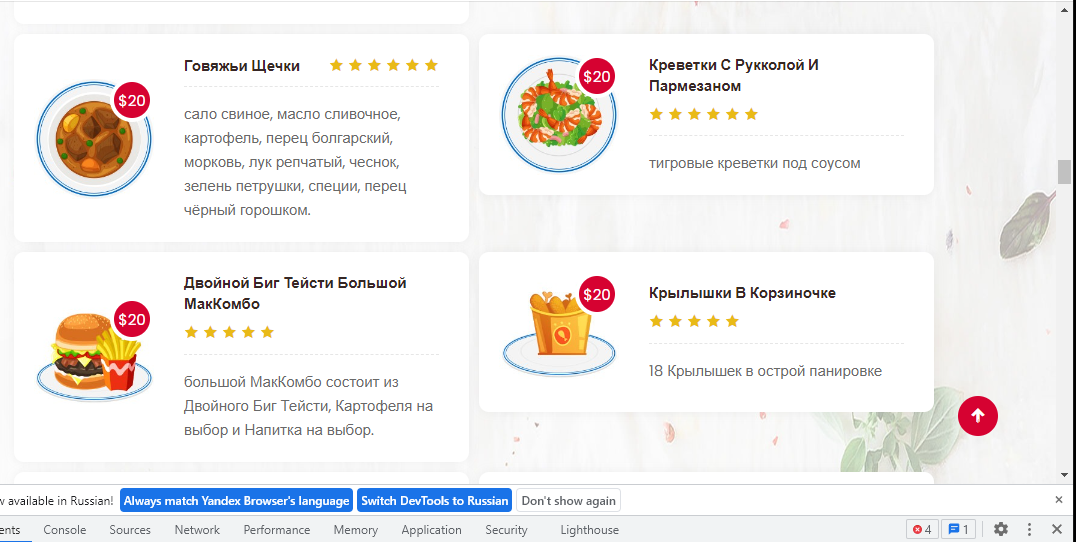 Говяжьи Щечки
$20
сало свиное, масло сливочное,
картофель, перец болгарский,
морковь, лук репчатый, чеснок,
зелень петрушки, специи, перец
чёрный горошком.
Креветки С Рукколой И
Пармезаном
$20
тигровые креветки под соусом
Двойной Биг Тейсти Большой
МакКомбо
$20
большой МакКомбо состоит из
Двойного Биг Тейсти, Картофеля на
выбор и Напитка на выбор.
Крылышки В Корзиночке
$20
18 Крылышек в острой панировке
available in Russian! Always match Yandex Browser's language Switch DevTools to Russian Don't show again
Console Sources Network Performance Memory Application Security Lighthouse 4 1